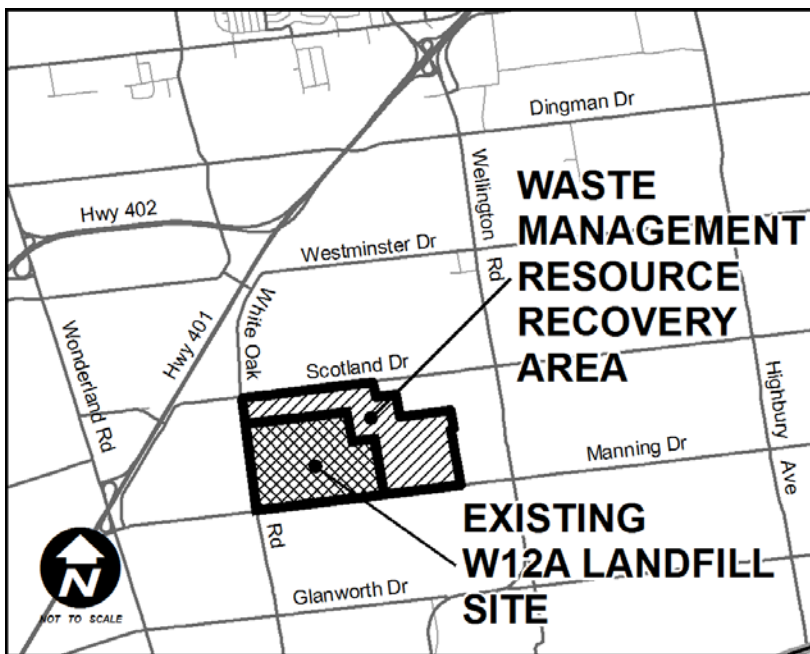 Dingman Dr
Wellington
Rd
Hwy 402
WASTE
MANAGEMENT
RESOURCE
RECOVERY
AREA
Westminster Dr
White Oak
Rd
Hwy 401
Wonderland Rd
Scotland Dr
Highbury
Ave
Manning Dr
EXISTING
W12A LANDFILL
SITE
Glanworth Dr
N
NOT TO SCALE